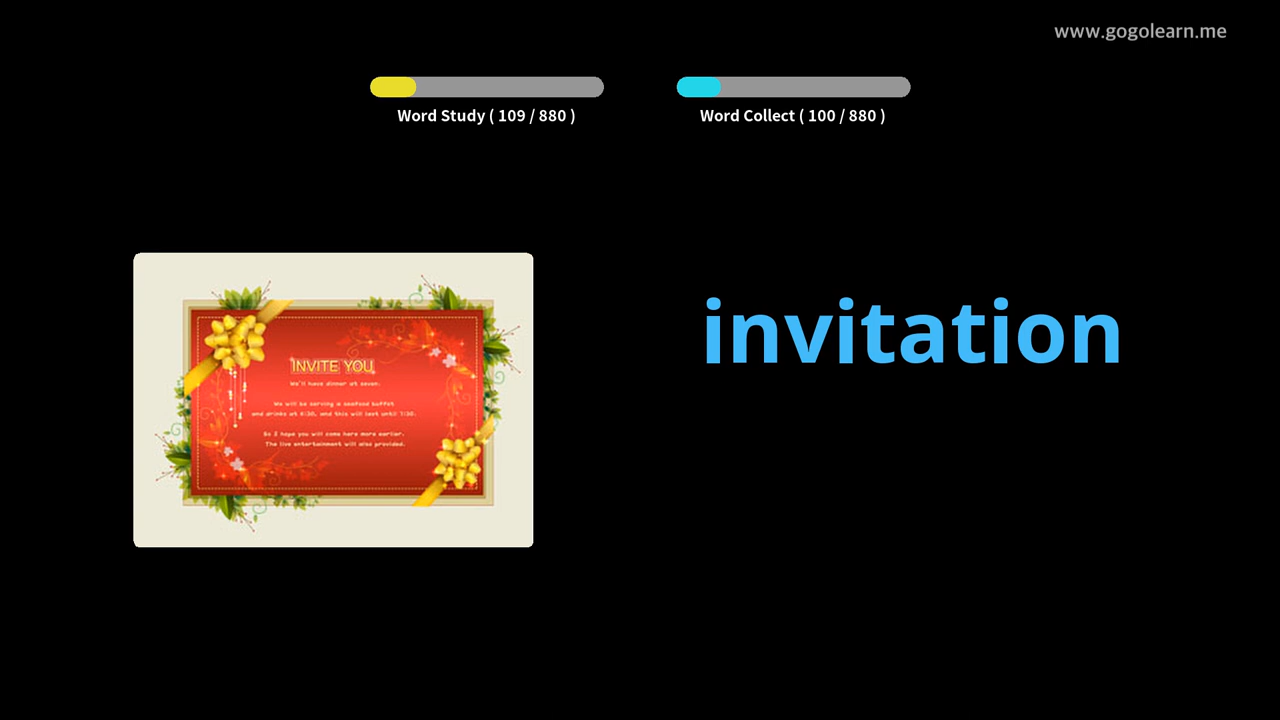 www.gogolearn.me
Word Study ( 109 / 880 )
Word Collect ( 100 / 880 )
INVITE YOU
We'll have dinner at seven.
We will be serving a seafood buffet
and drinks at 6:30, and this will last until 7:30.
So I hope you will come here more earlier.
The live entertainment will also provided.
invitation